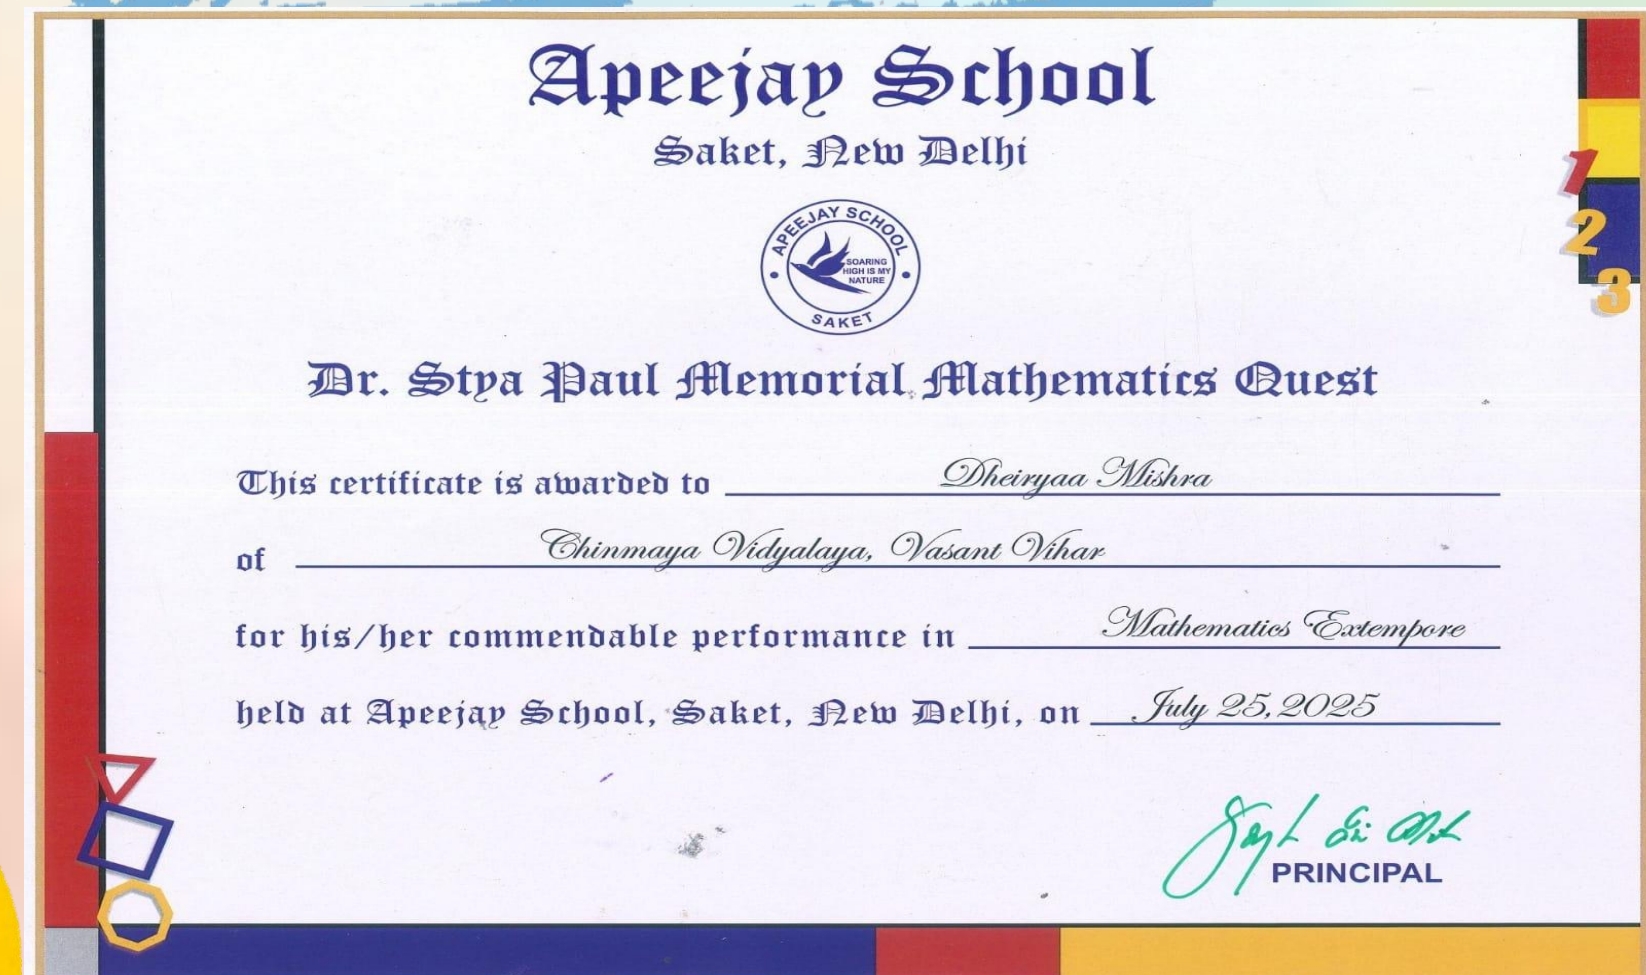 Apeejay School
Saket, New Delhi
APEEJAY SCHOOL
SOARING
HIGH IS MY
NATURE
SAKET
Dr. Stya Paul Memorial Mathematics Quest
This certificate is awarded to Dheiryaa Mishra
of Chinmaya Vidyalaya, Vasant Vihar
for his/her commendable performance in Mathematics Extempore
held at Apeejay School, Saket, New Delhi, on July 25, 2025
PRINCIPAL
1
2
3